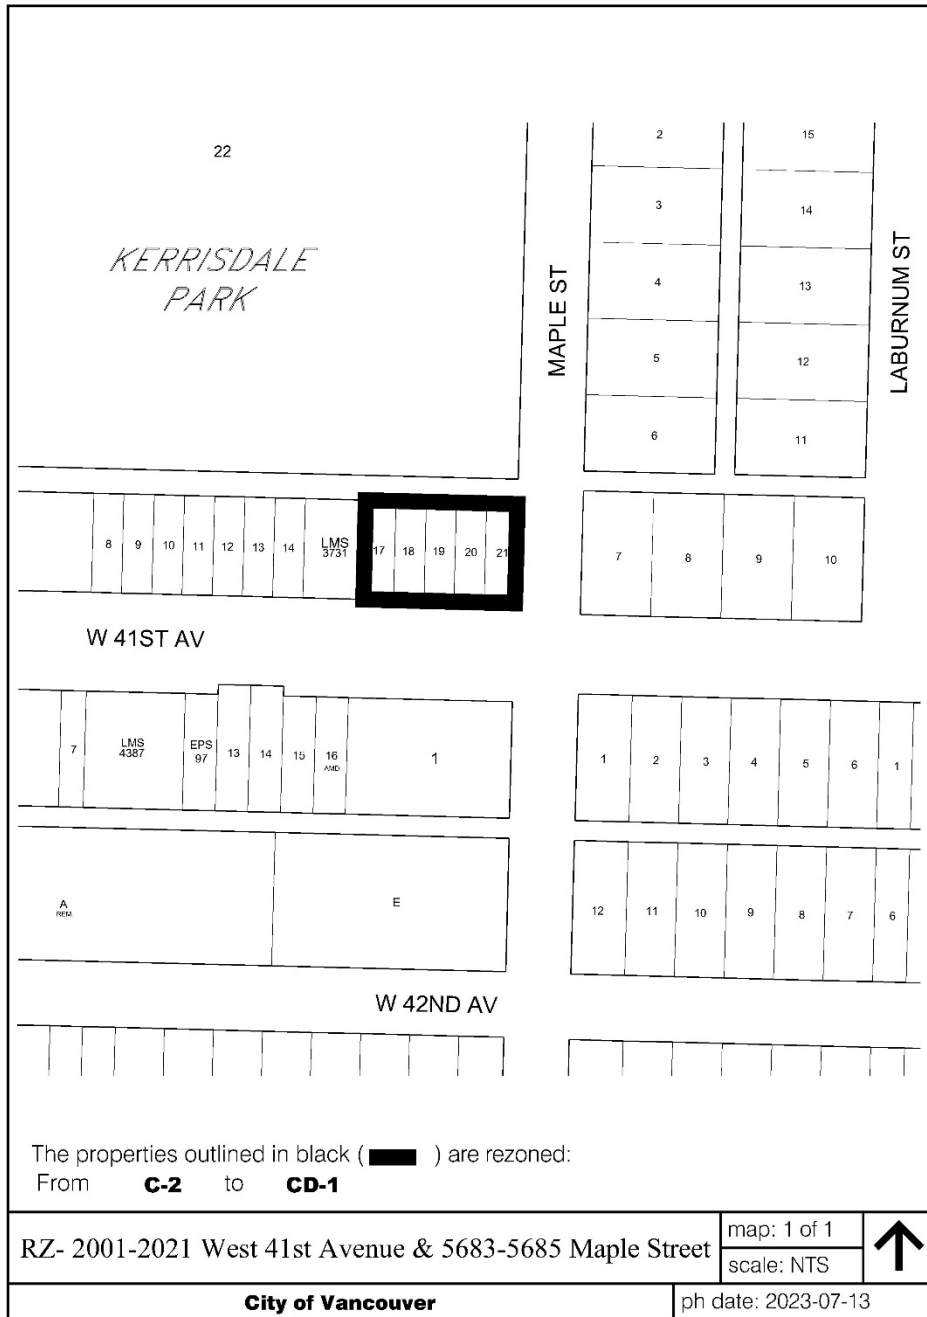 22
2
15
KERRISDALE
PARK
3
14
4
13
5
12
6
11
MAPLE ST
LABURNUM ST
8 9 10 11 12 13 14 LMS 17 18 19 20 21 7 8 9 10
3731
W 41ST AV
7 LMS EPS 13 14 15 16 1 1 2 3 4 5 6 1
4387 97 AMD
A E 12 11 10 9 8 7 6
REM.
W 42ND AV
The properties outlined in black ( ) are rezoned:
From C-2 to CD-1
RZ- 2001-2021 West 41st Avenue & 5683-5685 Maple Street
map: 1 of 1
scale: NTS
City of Vancouver
ph date: 2023-07-13